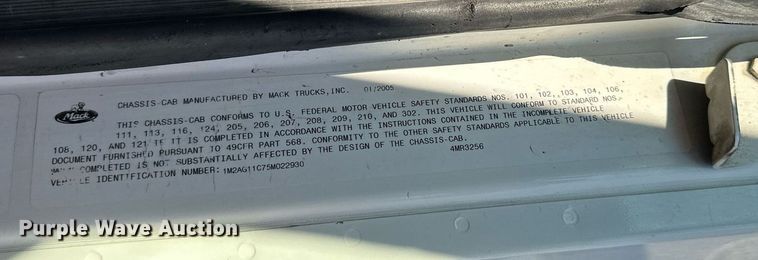 Mack
CHASSIS-CAB MANUFACTURED BY MACK TRUCKS, INC. 01/2005
THIS CHASSIS-CAB CONFORMS TO U.S. FEDERAL MOTOR VEHICLE SAFETY STANDARDS NOS. 101, 102, 103, 104, 106,
111, 113, 116, 124, 205, 206, 207, 208, 209, 210, AND 302. THIS VEHICLE WILL CONFORM TO STANDARD NOS.
108, 120, AND 121 IF IT IS COMPLETED IN ACCORDANCE WITH THE INSTRUCTIONS CONTAINED IN THE INCOMPLETE VEHICLE
DOCUMENT FURNISHED PURSUANT TO 49CFR PART 568. CONFORMITY TO THE OTHER SAFETY STANDARDS APPLICABLE TO THIS VEHICLE
WHEN COMPLETED IS NOT SUBSTANTIALLY AFFECTED BY THE DESIGN OF THE CHASSIS-CAB.
VEHICLE IDENTIFICATION NUMBER: 1M2AG11C75M022930 4MR3256
Purple Wave Auction